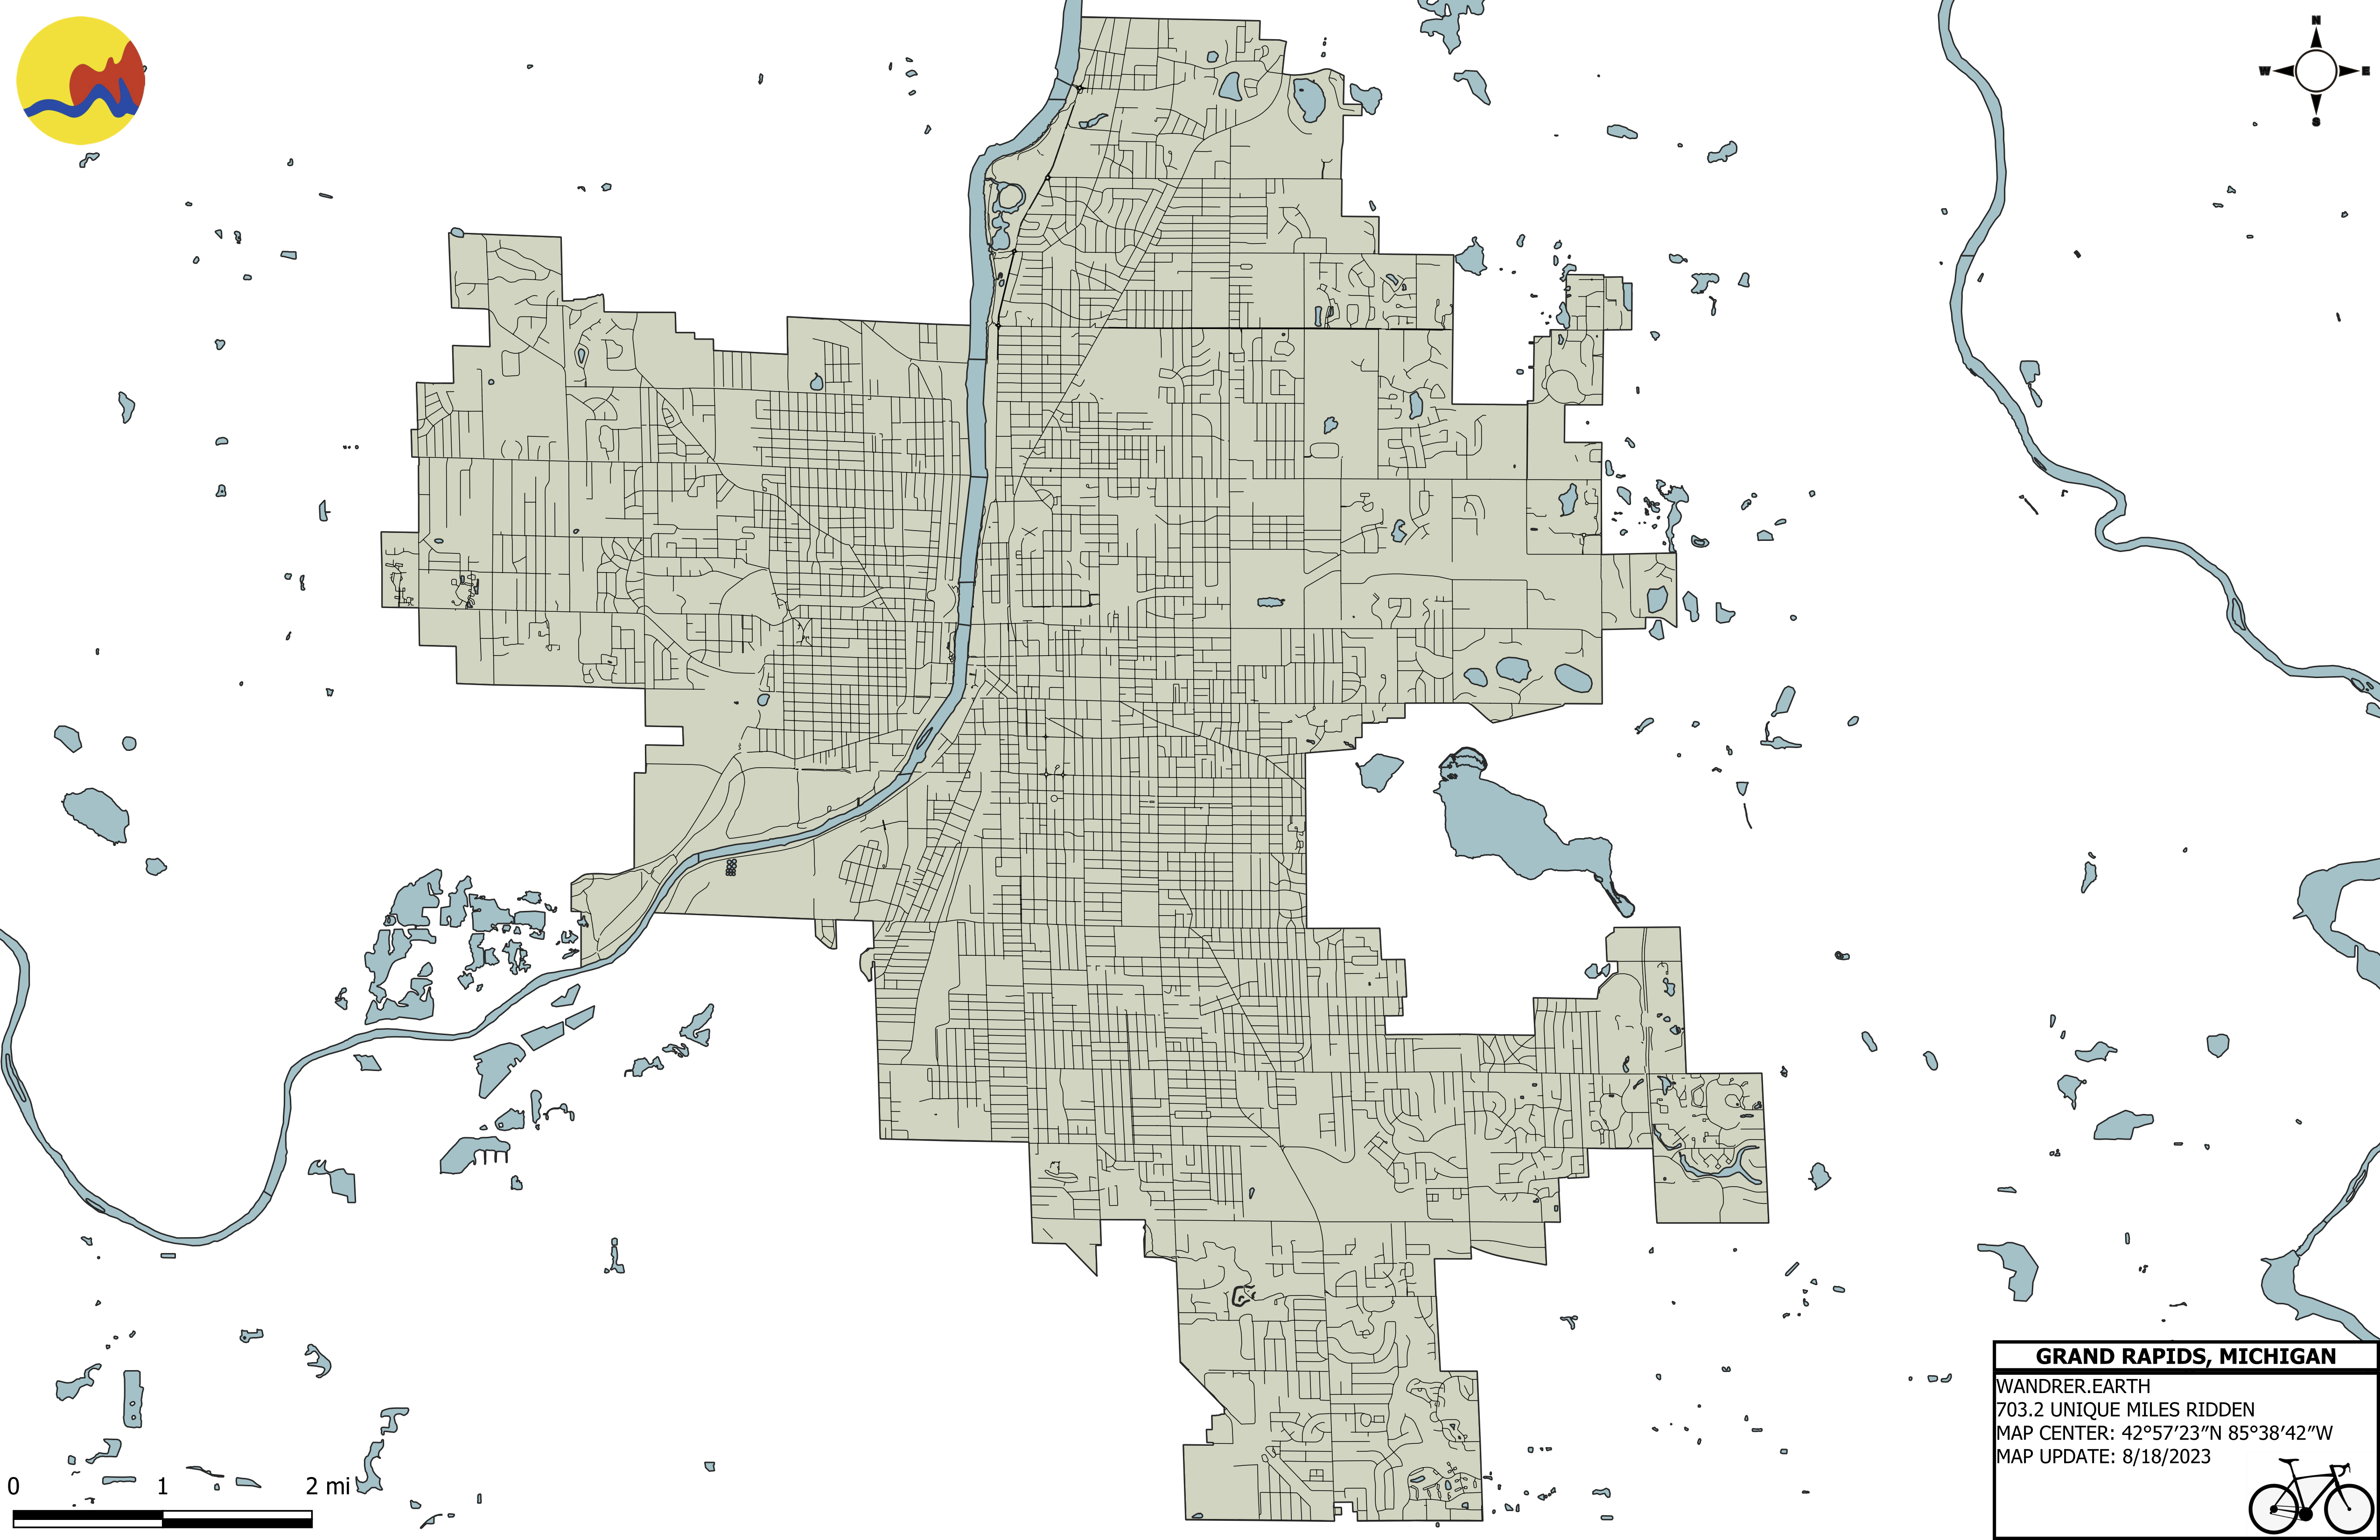 N
W E
S
GRAND RAPIDS, MICHIGAN
WANDRER.EARTH
703.2 UNIQUE MILES RIDDEN
MAP CENTER: 42°57′23″N 85°38′42″W
MAP UPDATE: 8/18/2023
0 1 2 mi